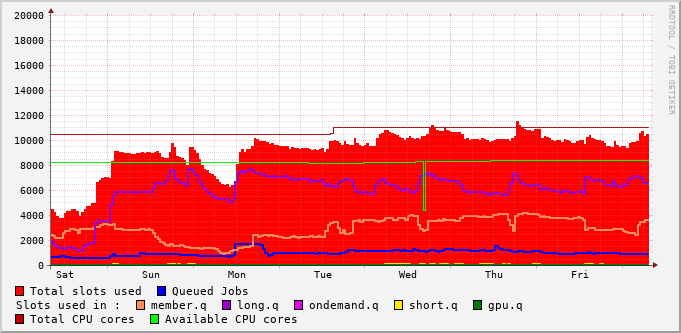 RRDTOOL / TOBI OETIKER
20000
18000
16000
14000
12000
10000
8000
6000
4000
2000
0
Sat Sun Mon Tue Wed Thu Fri
Total slots used Queued Jobs
Slots used in : member.q long.q ondemand.q short.q gpu.q
Total CPU cores Available CPU cores